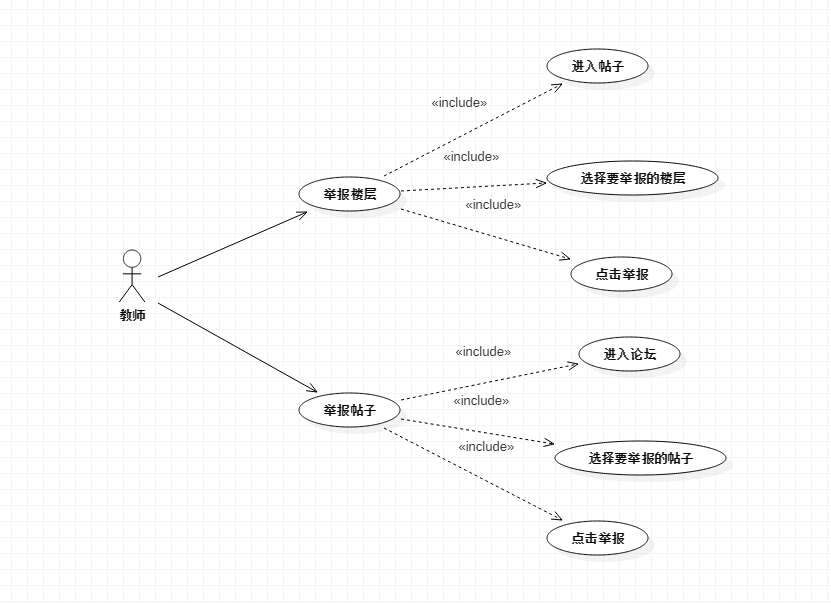 进入帖子
«include»
«include»
选择要举报的楼层
举报楼层
«include»
点击举报
教师
«include»
进入论坛
«include»
举报帖子
«include»
选择要举报的帖子
点击举报